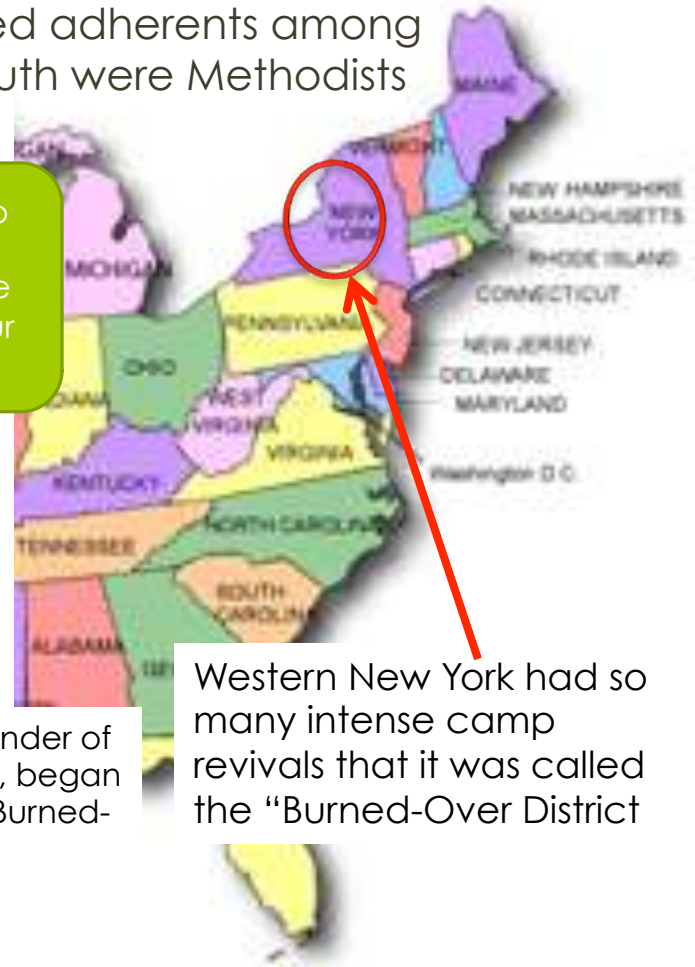 ed adherents among
uth were Methodists
MAINE
VERMONT
NEW HAMPSHIRE
MASSACHUSETTS
NEW
YORK
RHODE ISLAND
CONNECTICUT
MICHIGAN
PENNSYLVANIA
NEW JERSEY
OHIO
DELAWARE
MARYLAND
DIANA
WEST
VIRGINIA
VIRGINIA
Washington D.C.
KENTUCKY
NORTH CAROLINA
TENNESSEE
SOUTH
CAROLINA
ALABAMA
GE
Western New York had so
many intense camp
revivals that it was called
the “Burned-Over District
nder of
, began
Burned-